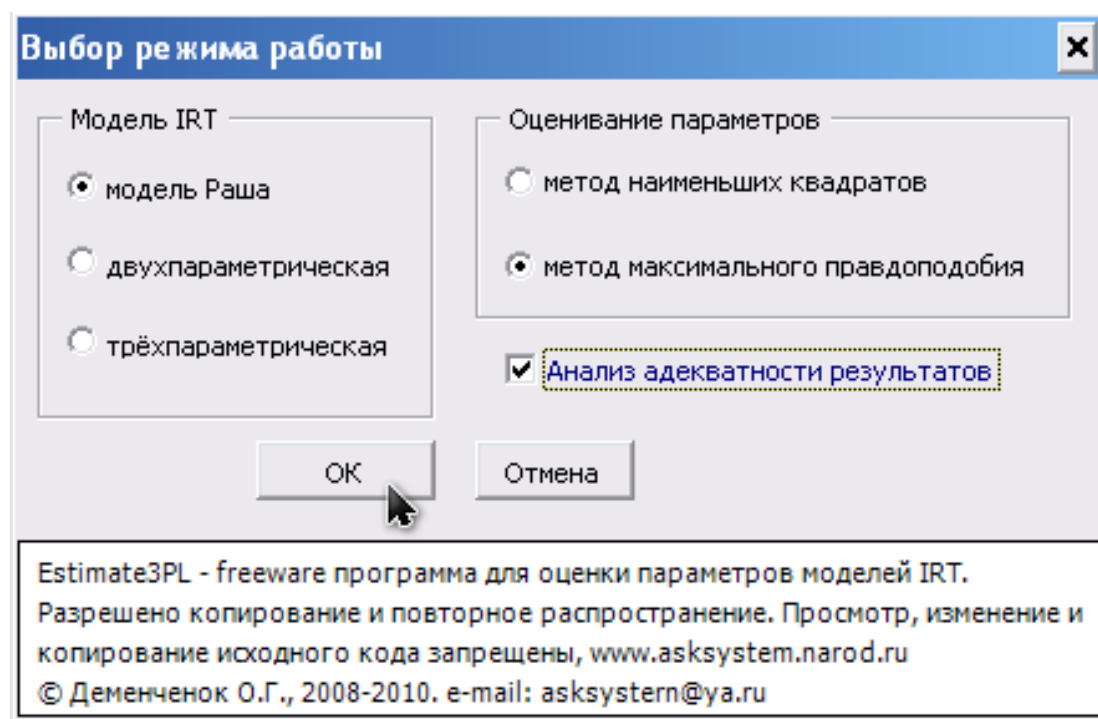 Выбор режима работы
Модель IRT
модель Раша
двухпараметрическая
трёхпараметрическая
Оценивание параметров
метод наименьших квадратов
метод максимального правдоподобия
Анализ адекватности результатов
ОК
Отмена
Estimate3PL - freeware программа для оценки параметров моделей IRT.
Разрешено копирование и повторное распространение. Просмотр, изменение и
копирование исходного кода запрещены, www.asksystem.narod.ru
© Деменчёнок О.Г., 2008-2010. e-mail: asksystern@ya.ru